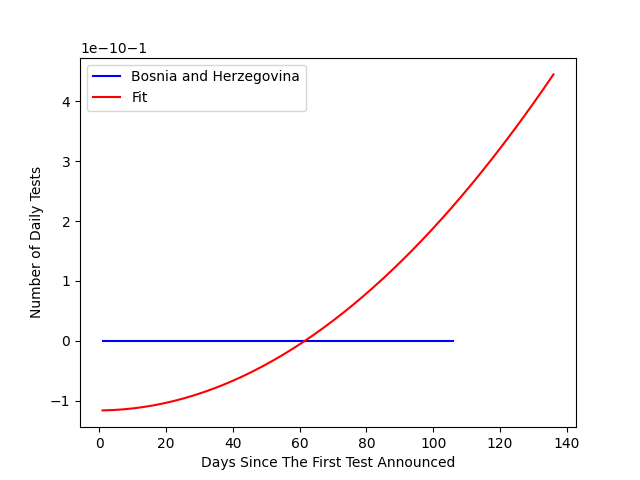 1e−10−1
Bosnia and Herzegovina
Fit
4
3
2
1
0
−1
Number of Daily Tests
0 20 40 60 80 100 120 140
Days Since The First Test Announced